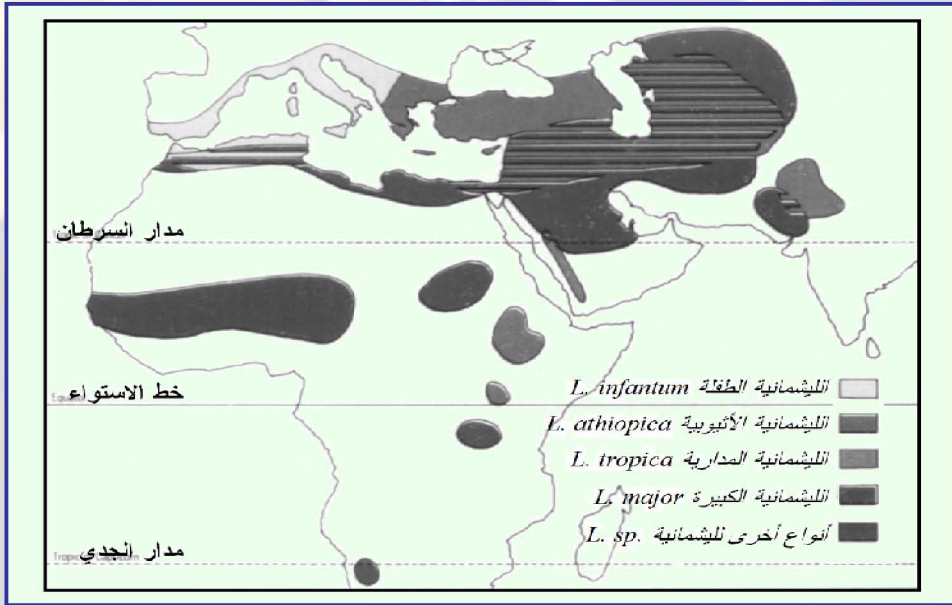 مدار السرطان
خط الاستواء
الليشمانية الطفلة L. infantum
الليشمانية الأثيوبية L. athiopica
الليشمانية المدارية L. tropica
الليشمانية الكبيرة L. major
أنواع أخرى لليشمانية L. sp.
مدار الجدي